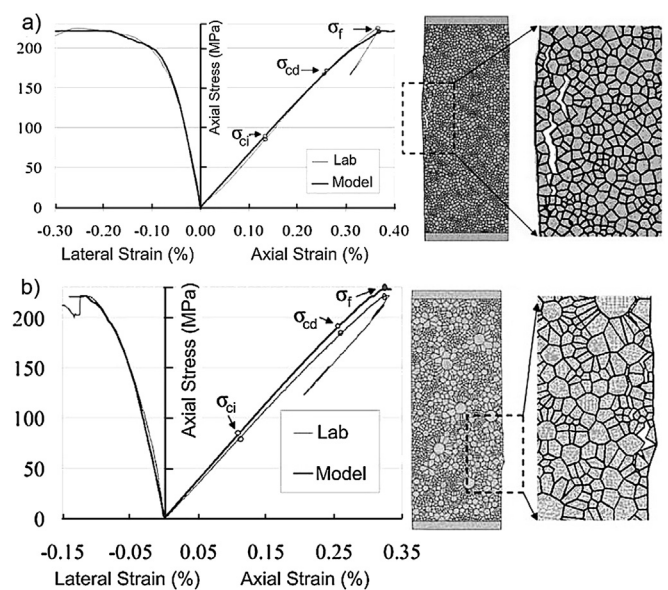 a)
200
150
100
50
0
Axial Stress (MPa)
σf
σcd
σci
Lab
Model
-0.30 -0.20 -0.10 0.00 0.10 0.20 0.30 0.40
Lateral Strain (%) Axial Strain (%)
b)
200
150
100
50
0
Axial Stress (MPa)
σf
σcd
σci
Lab
Model
-0.15 -0.05 0.05 0.15 0.25 0.35
Lateral Strain (%) Axial Strain (%)